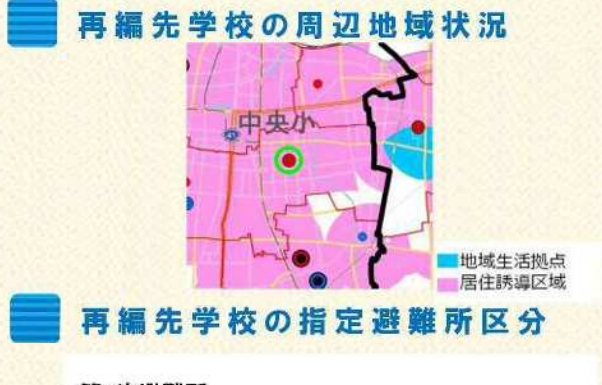 再編先学校の周辺地域状況
中央小
地域生活拠点
居住誘導区域
再編先学校の指定避難所区分